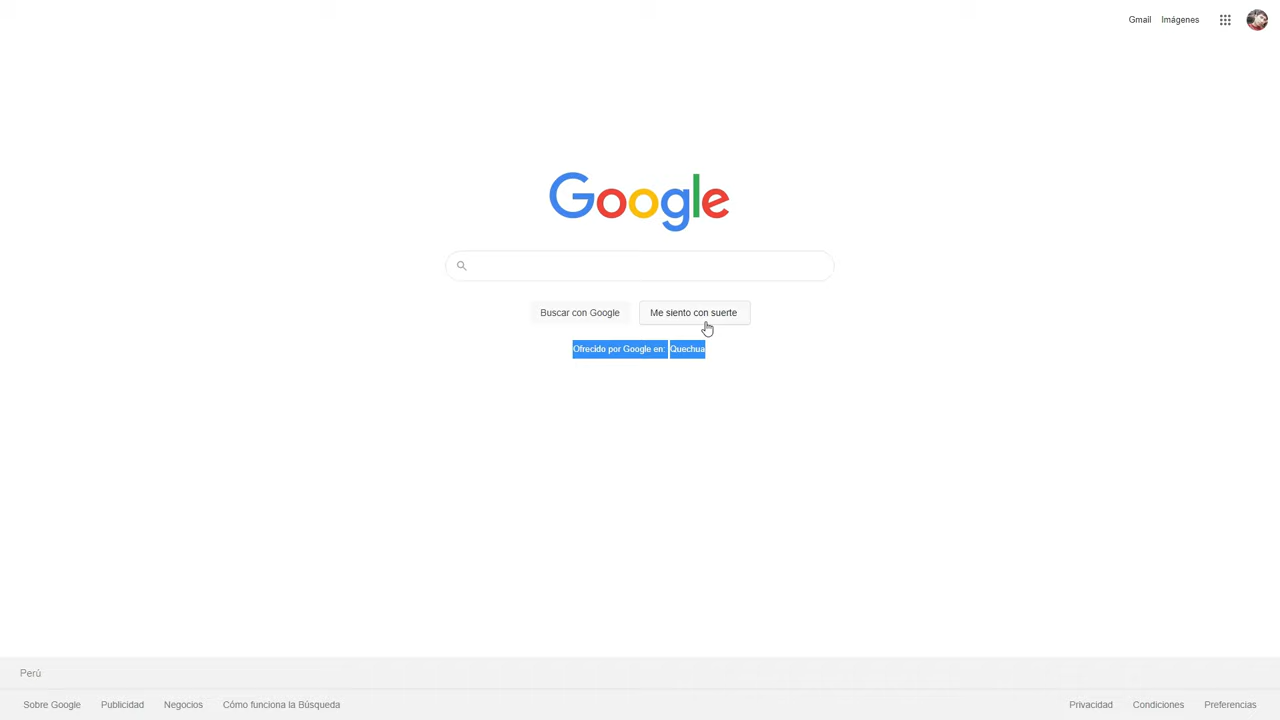 Gmail Imágenes
Google
Buscar con Google Me siento con suerte
Ofrecido por Google en: Quechua
Perú
Sobre Google Publicidad Negocios Cómo funciona la Búsqueda Privacidad Condiciones Preferencias